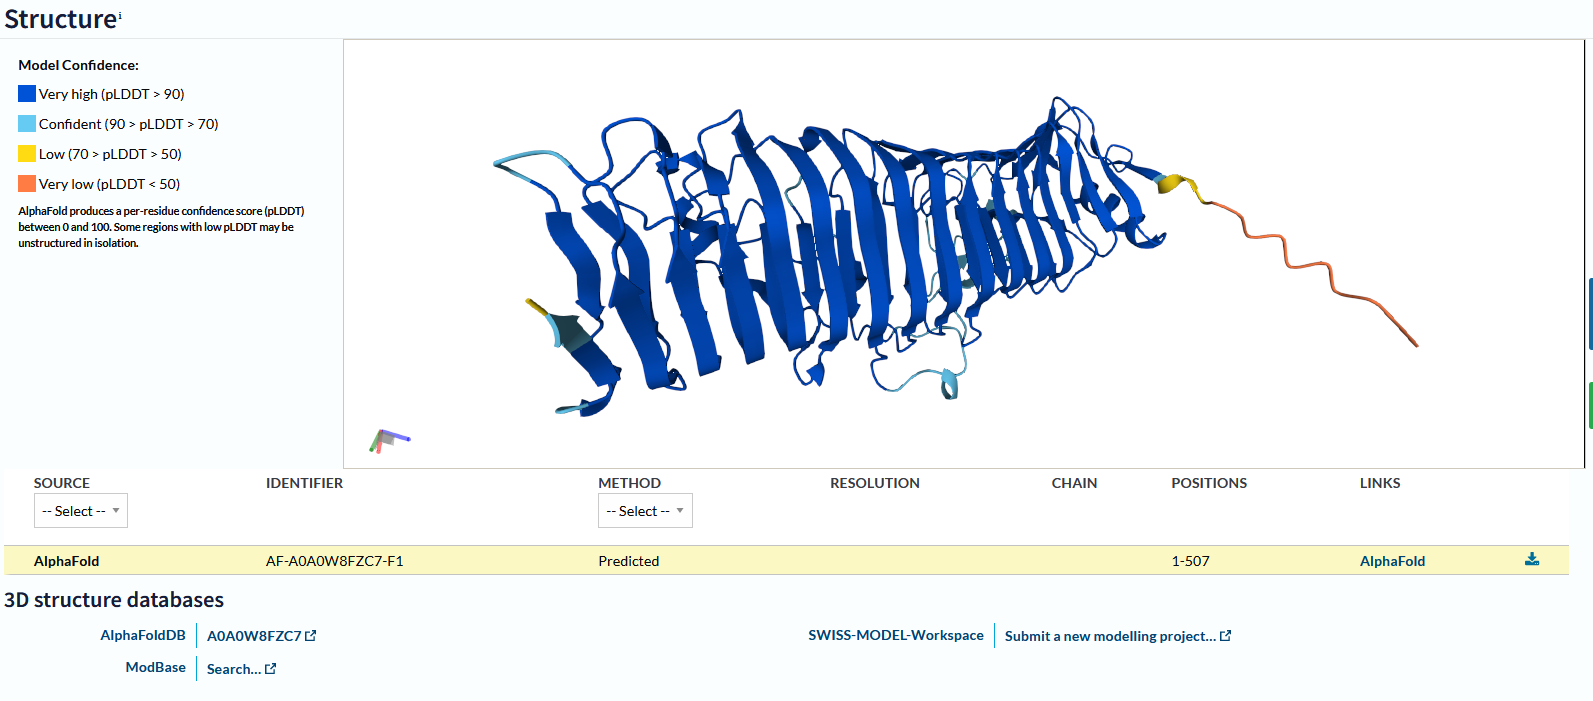 Structureⁱ
Model Confidence:
Very high (pLDDT > 90)
Confident (90 > pLDDT > 70)
Low (70 > pLDDT > 50)
Very low (pLDDT < 50)
AlphaFold produces a per-residue confidence score (pLDDT)
between 0 and 100. Some regions with low pLDDT may be
unstructured in isolation.
SOURCE IDENTIFIER METHOD RESOLUTION CHAIN POSITIONS LINKS
-- Select -- -- Select --
AlphaFold AF-A0A0W8FZC7-F1 Predicted 1-507 AlphaFold
3D structure databases
AlphaFoldDB A0A0W8FZC7 SWISS-MODEL-Workspace Submit a new modelling project...
ModBase Search...